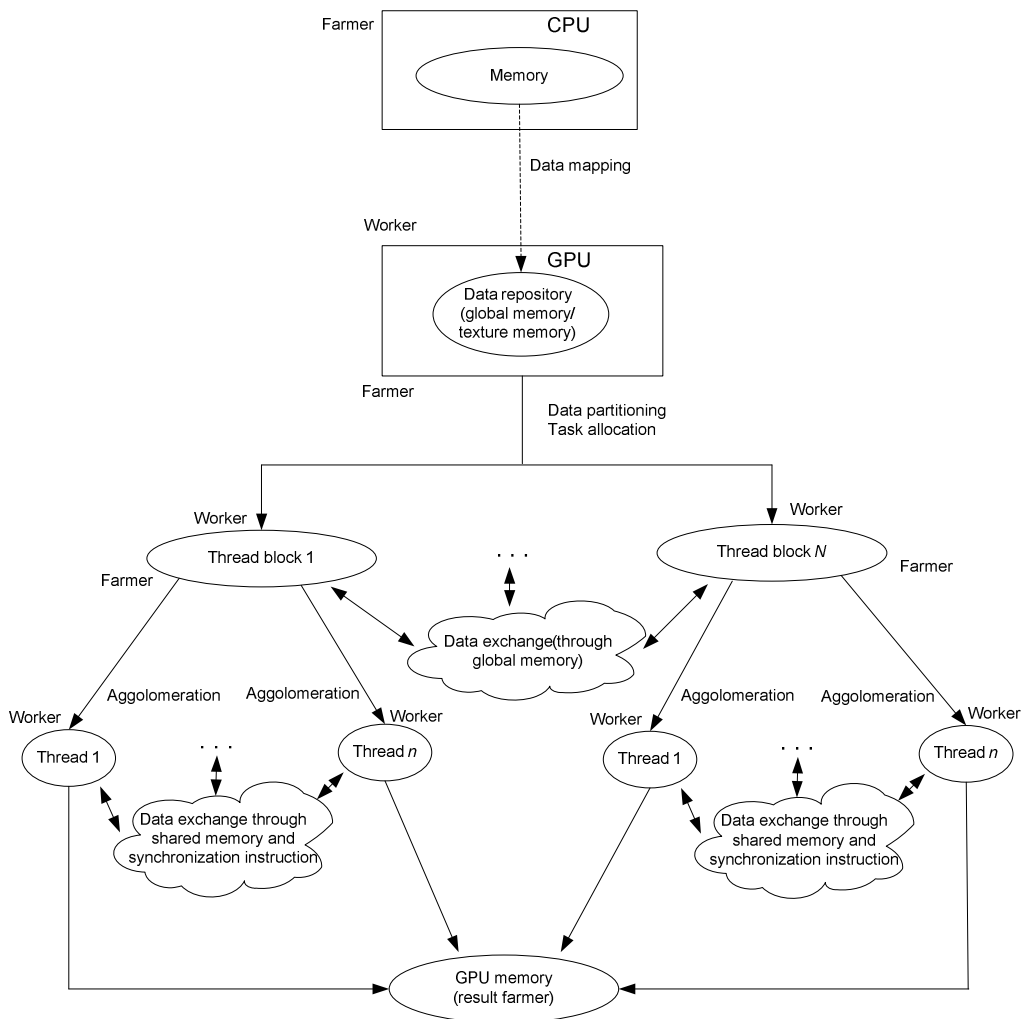 Farmer
CPU
Memory
Data mapping
Worker
GPU
Data repository
(global memory/
texture memory)
Farmer
Data partitioning
Task allocation
Worker
Worker
Thread block 1
. . .
Thread block N
Farmer
Farmer
Data exchange(through
global memory)
Aggolomeration
Aggolomeration
Aggolomeration
Aggolomeration
Worker
Worker
Worker
Worker
Thread 1
. . .
Thread n
Thread 1
. . .
Thread n
Data exchange through
shared memory and
synchronization instruction
Data exchange through
shared memory and
synchronization instruction
GPU memory
(result farmer)